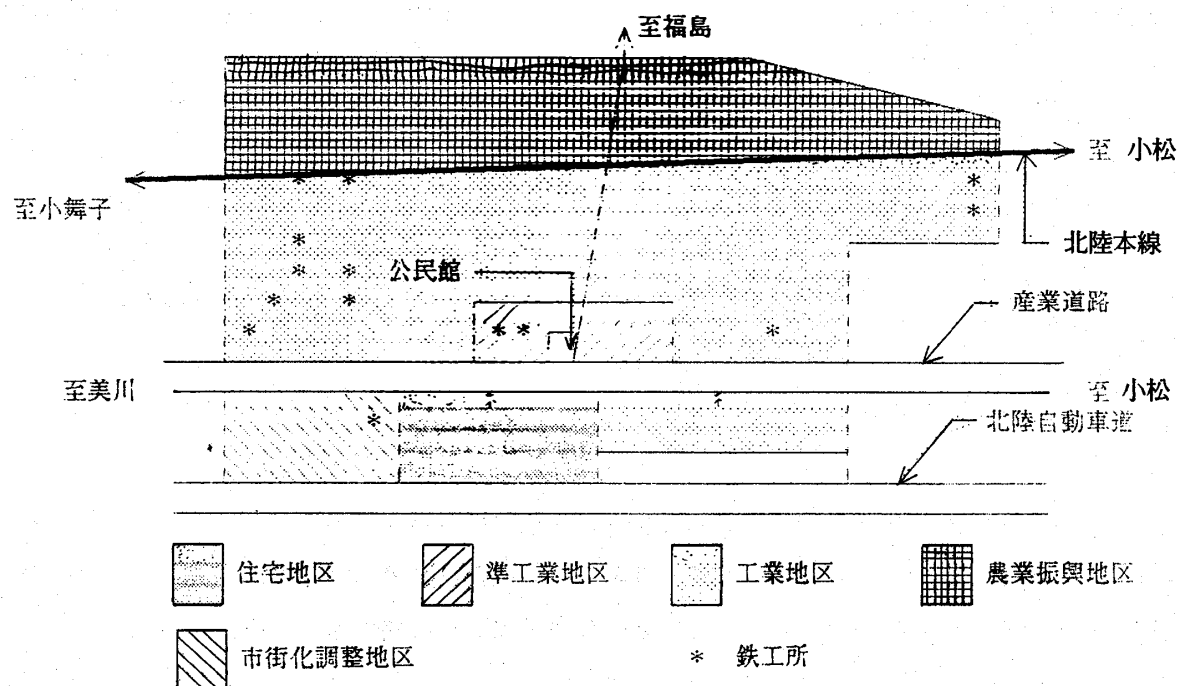 至福島
至 小松
至小舞子
北陸本線
公民館
産業道路
至美川
至 小松
北陸自動車道
住宅地区
準工業地区
工業地区
農業振興地区
市街化調整地区
* 鉄工所